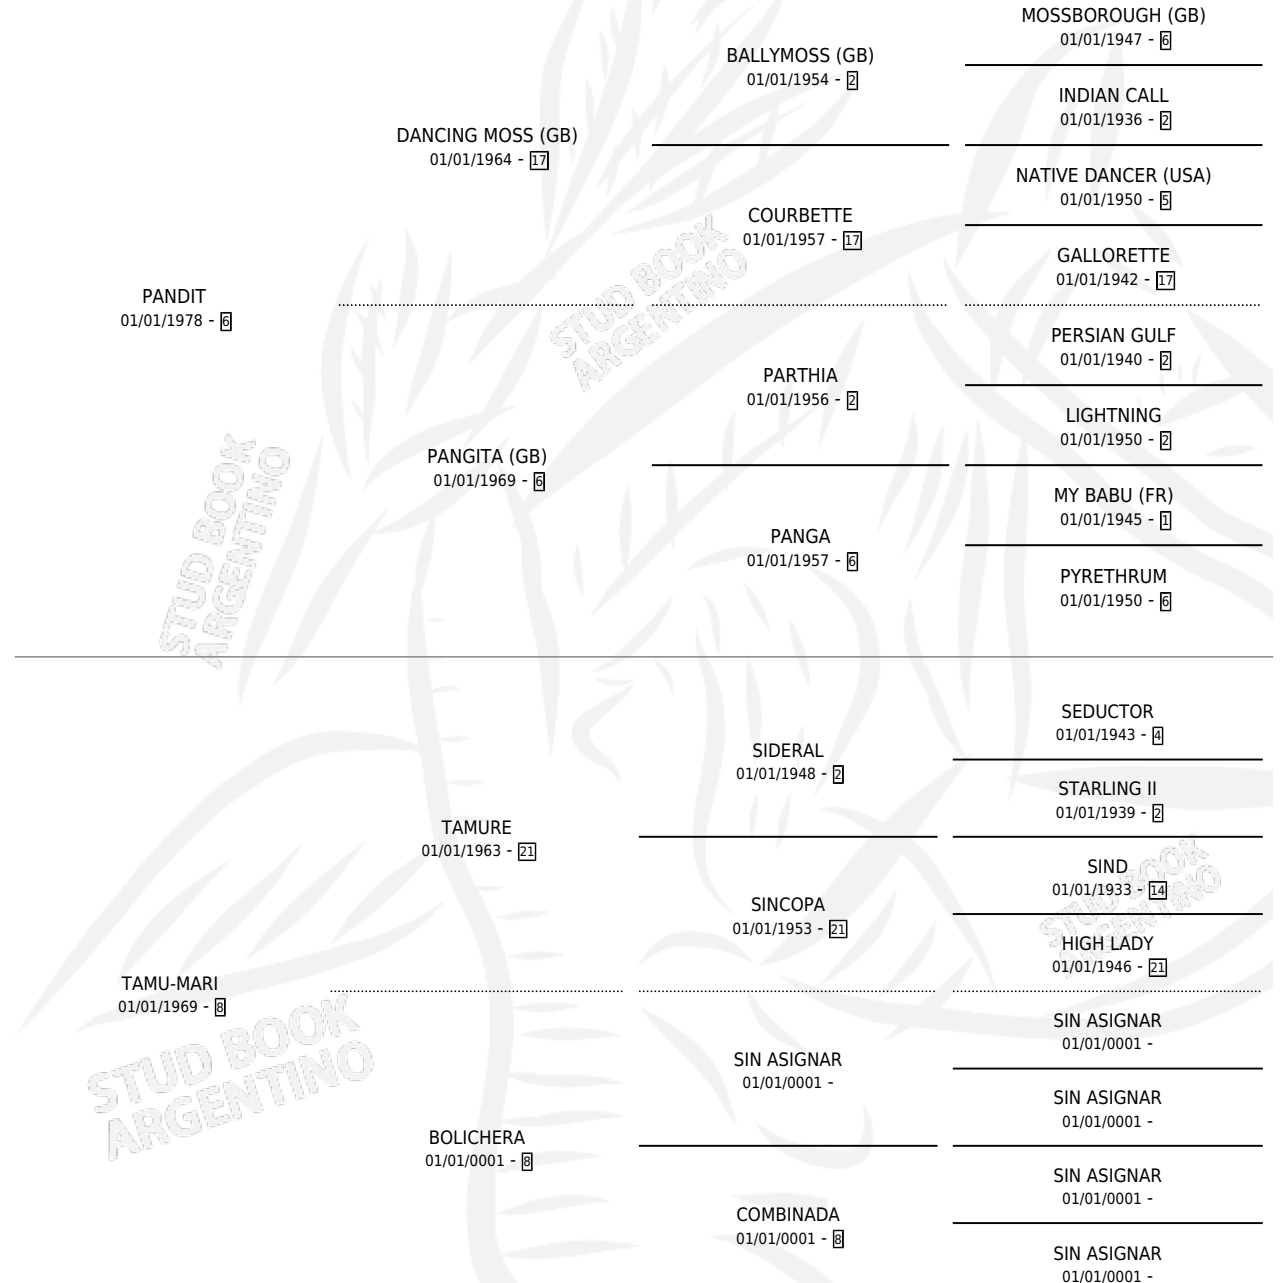 MOSSBOROUGH (GB)
01/01/1947 - 6
BALLYMOSS (GB)
01/01/1954 - 2
INDIAN CALL
01/01/1936 - 2
DANCING MOSS (GB)
01/01/1964 - 17
NATIVE DANCER (USA)
01/01/1950 - 5
COURBETTE
01/01/1957 - 17
GALLORETTE
01/01/1942 - 17
PANDIT
01/01/1978 - 6
STUD BOOK
ARGENTINO
PERSIAN GULF
01/01/1940 - 2
PARTHIA
01/01/1956 - 2
LIGHTNING
01/01/1950 - 2
PANGITA (GB)
01/01/1969 - 6
MY BABU (FR)
01/01/1945 - 1
PANGA
01/01/1957 - 6
PYRETHRUM
01/01/1950 - 6
STUD BOOK
ARGENTINO
SEDUCTOR
01/01/1943 - 4
SIDERAL
01/01/1948 - 2
STARLING II
01/01/1939 - 2
TAMURE
01/01/1963 - 21
SIND
01/01/1933 - 14
SINCOPA
01/01/1953 - 21
HIGH LADY
01/01/1946 - 21
STUD BOOK
ARGENTINO
TAMU-MARI
01/01/1969 - 8
SIN ASIGNAR
01/01/0001 -
SIN ASIGNAR
01/01/0001 -
SIN ASIGNAR
01/01/0001 -
STUD BOOK
ARGENTINO
BOLICHERA
01/01/0001 - 8
SIN ASIGNAR
01/01/0001 -
COMBINADA
01/01/0001 - 8
SIN ASIGNAR
01/01/0001 -